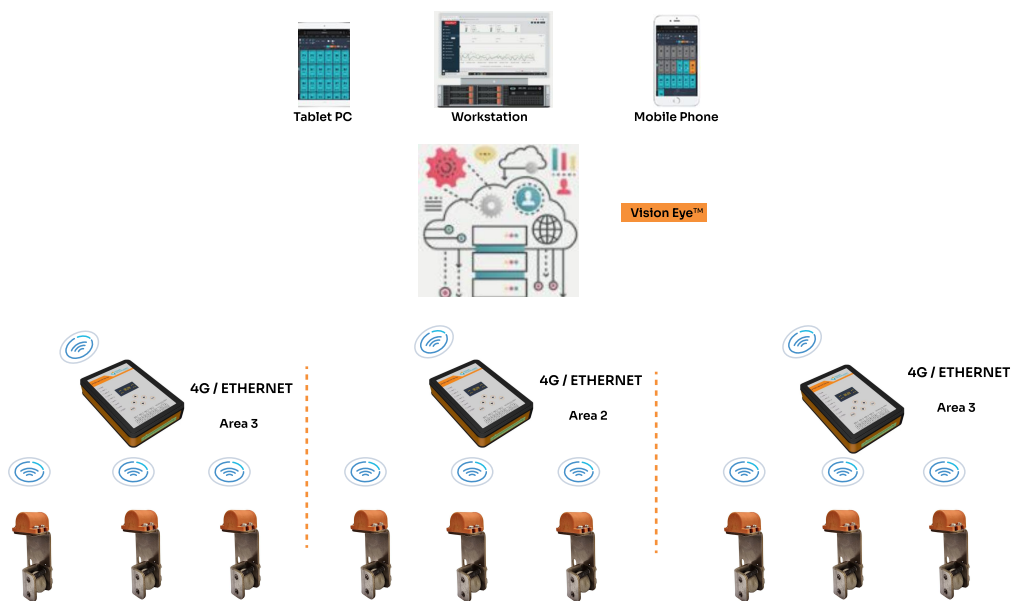 Tablet PC
Workstation
Mobile Phone
Vision Eye™
4G / ETHERNET
Area 3
4G / ETHERNET
Area 2
4G / ETHERNET
Area 3